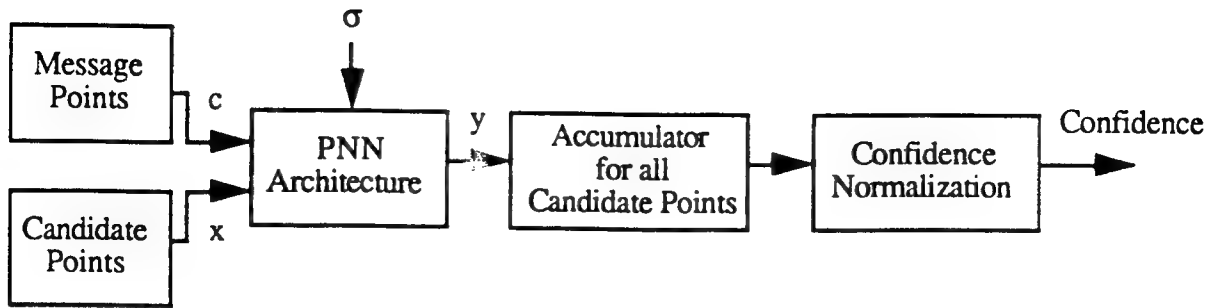 σ
Message
Points
c
PNN
Architecture
y
Accumulator
for all
Candidate Points
Confidence
Normalization
Confidence
Candidate
Points
x